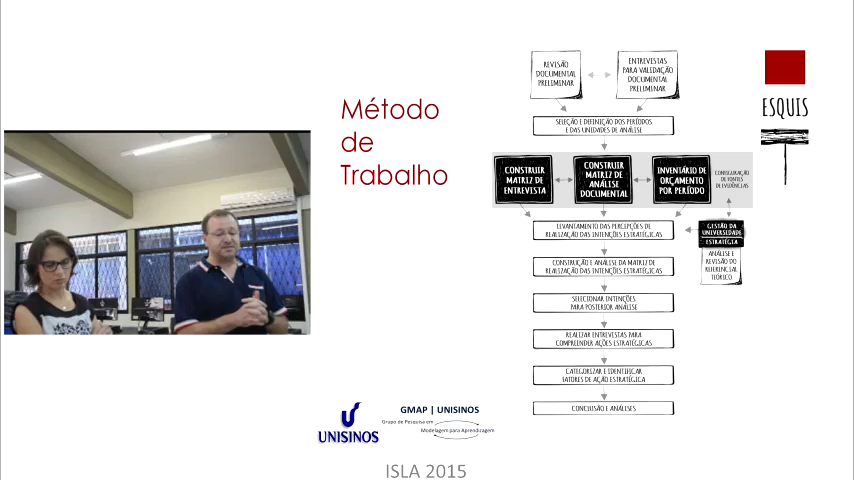 Método
de
Trabalho
REVISÃO
DOCUMENTAL
PRELIMINAR
ENTREVISTAS
PARA VALIDAÇÃO
DOCUMENTAL
PRELIMINAR
SELEÇÃO E DEFINIÇÃO DOS PERÍODOS
E DAS UNIDADES DE ANÁLISE
CONSTRUIR
MATRIZ DE
ENTREVISTA
CONSTRUIR
MATRIZ DE
ANÁLISE
DOCUMENTAL
INVENTÁRIO DE
ORÇAMENTO
POR PERÍODO
CONFIGURAÇÃO
DE FONTES
DE EVIDÊNCIAS
LEVANTAMENTO DAS PERCEPÇÕES DE
REALIZAÇÃO DAS INTENÇÕES ESTRATÉGICAS
GESTÃO DA
UNIVERSIDADE
ESTRATÉGIA
ANÁLISE E
REVISÃO DO
REFERENCIAL
TEÓRICO
CONSTRUÇÃO E ANÁLISE DA MATRIZ DE
REALIZAÇÃO DAS INTENÇÕES ESTRATÉGICAS
SELECIONAR INTENÇÕES
PARA POSTERIOR ANÁLISE
REALIZAR ENTREVISTAS PARA
COMPREENDER AÇÕES ESTRATÉGICAS
CATEGORIZAR E IDENTIFICAR
FATORES DE AÇÃO ESTRATÉGICA
CONCLUSÃO E ANÁLISES
ESQUIS
UNISINOS
GMAP | UNISINOS
Grupo de Pesquisa em
Modelagem para Aprendizagem
ISLA 2015